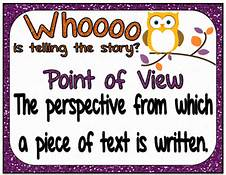 Whoooo
is telling the story?
Point of View
The perspective from which
a piece of text is written.